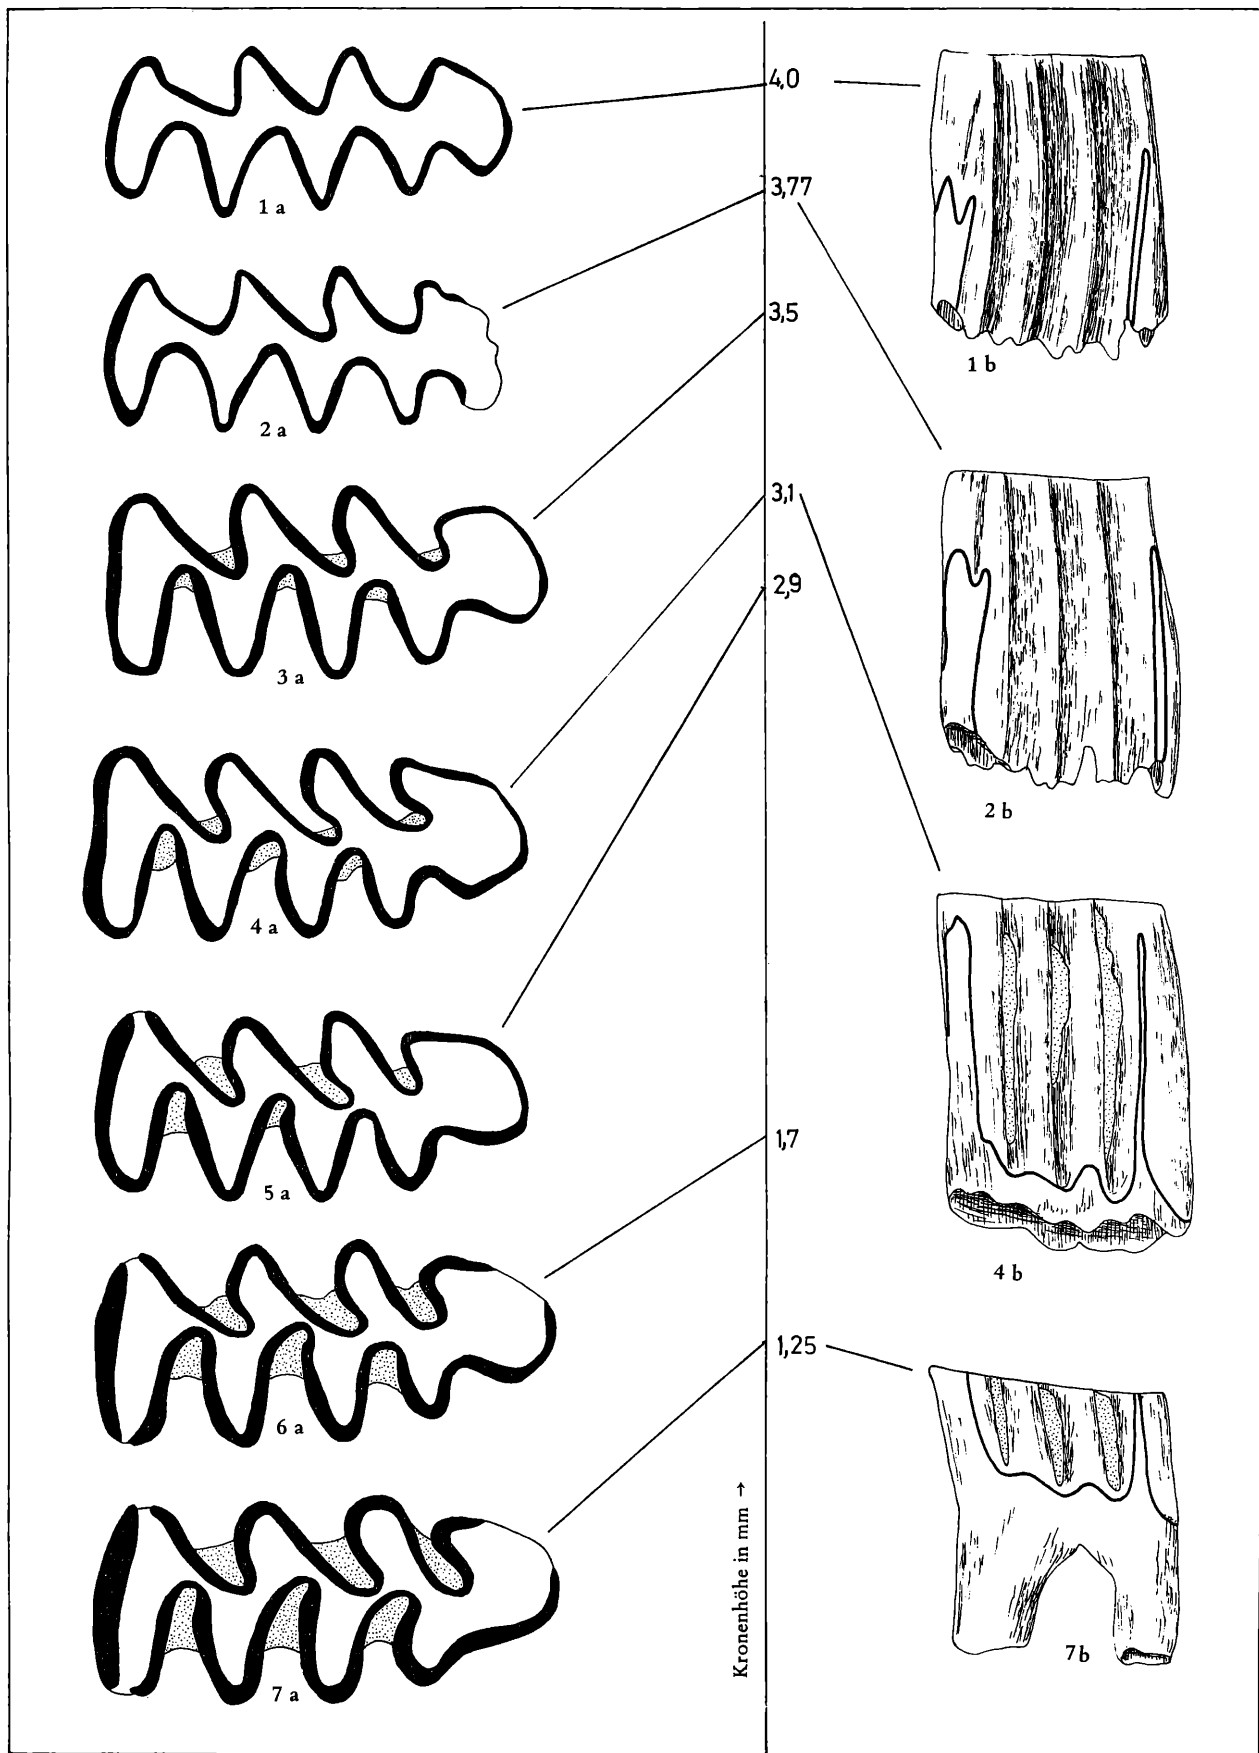 1 a
2 a
3 a
4 a
5 a
6 a
7 a
4,0
3,77
3,5
3,1
2,9
1,7
1,25
Kronenhöhe in mm →
1 b
2 b
4 b
7 b